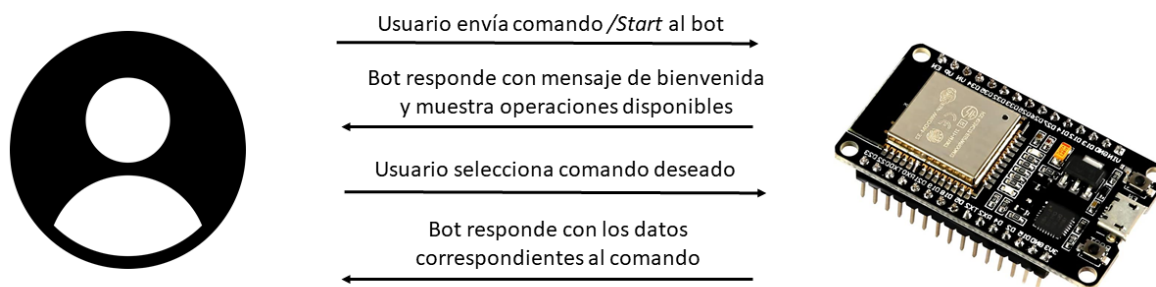 Usuario envía comando /Start al bot
Bot responde con mensaje de bienvenida
y muestra operaciones disponibles
Usuario selecciona comando deseado
Bot responde con los datos
correspondientes al comando